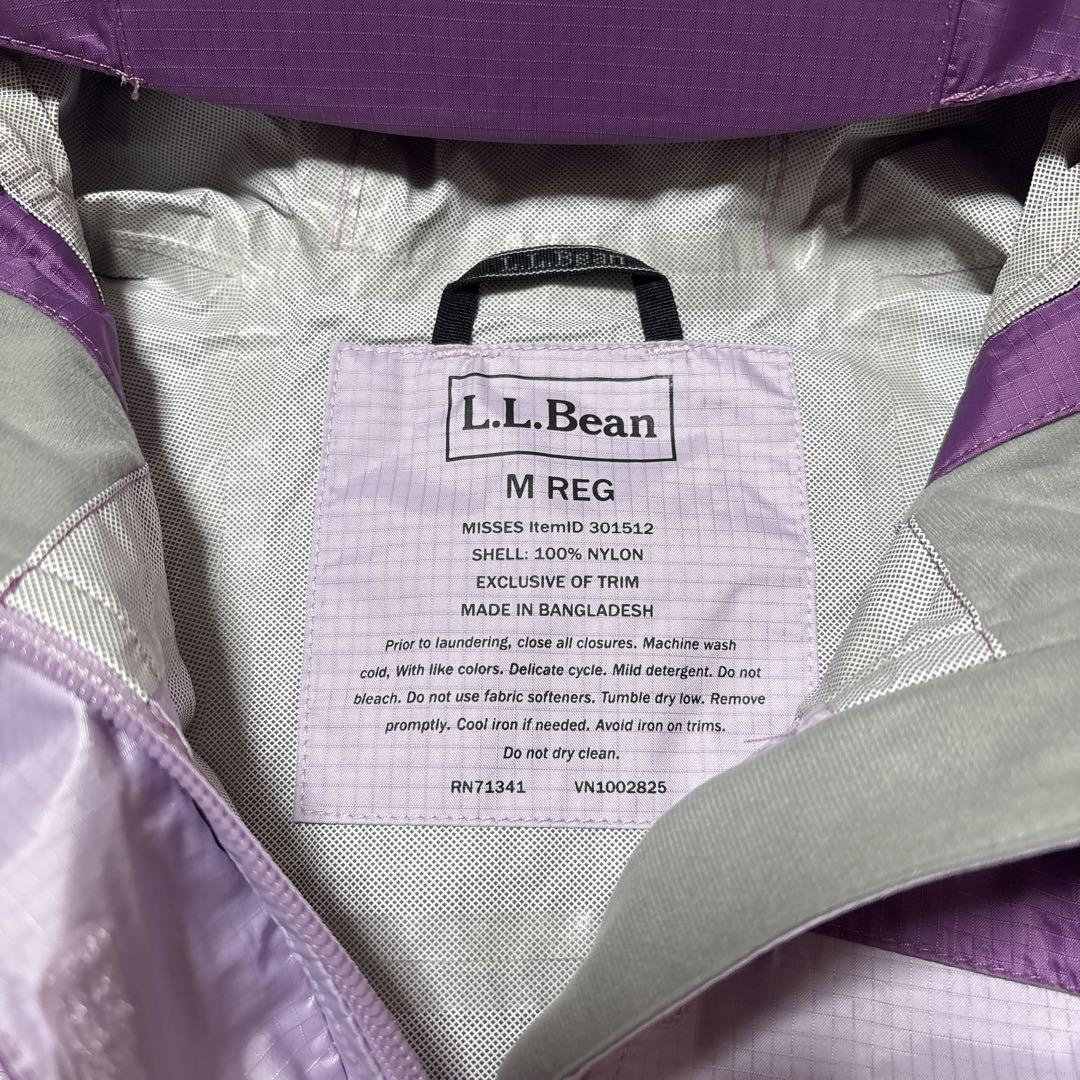 L.L.Bean
L.L.Bean
M REG
MISSES ItemID 301512
SHELL: 100% NYLON
EXCLUSIVE OF TRIM
MADE IN BANGLADESH
Prior to laundering, close all closures. Machine wash
cold, With like colors. Delicate cycle. Mild detergent. Do not
bleach. Do not use fabric softeners. Tumble dry low. Remove
promptly. Cool iron if needed. Avoid iron on trims.
Do not dry clean.
RN71341 VN1002825